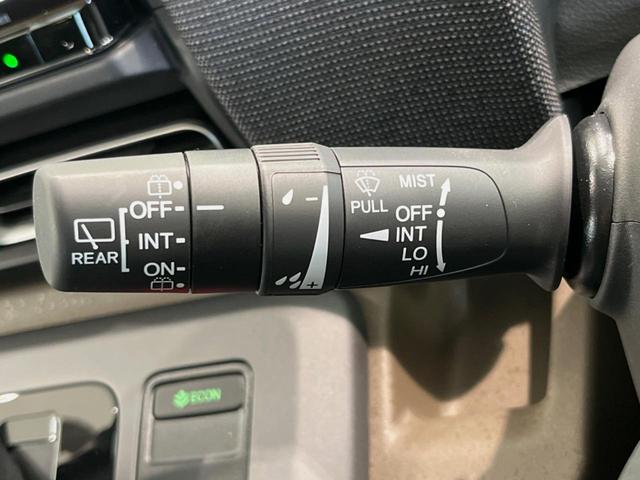 REAR
OFF
INT
ON
-
+
PULL
MIST
OFF
INT
LO
HI
ECON